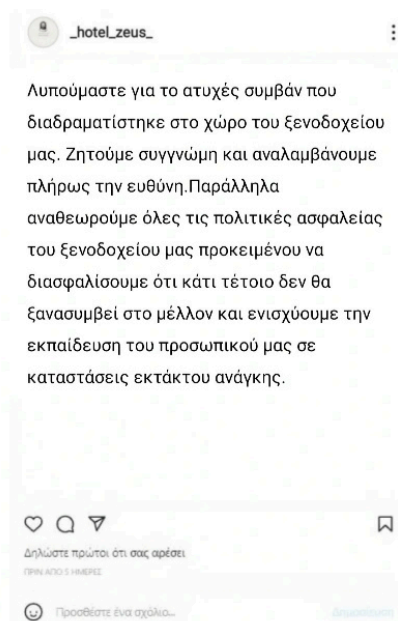 _hotel_zeus_
Λυπούμαστε για το ατυχές συμβάν που
διαδραματίστηκε στο χώρο του ξενοδοχείου
μας. Ζητούμε συγγνώμη και αναλαμβάνουμε
πλήρως την ευθύνη.Παράλληλα
αναθεωρούμε όλες τις πολιτικές ασφαλείας
του ξενοδοχείου μας προκειμένου να
διασφαλίσουμε ότι κάτι τέτοιο δεν θα
ξανασυμβεί στο μέλλον και ενισχύουμε την
εκπαίδευση του προσωπικού μας σε
καταστάσεις εκτάκτου ανάγκης.
Δηλώστε πρώτοι ότι σας αρέσει
ΠΡΙΝ ΑΠΟ 5 ΗΜΕΡΕΣ
Προσθέστε ένα σχόλιο...
Δημοσίευση